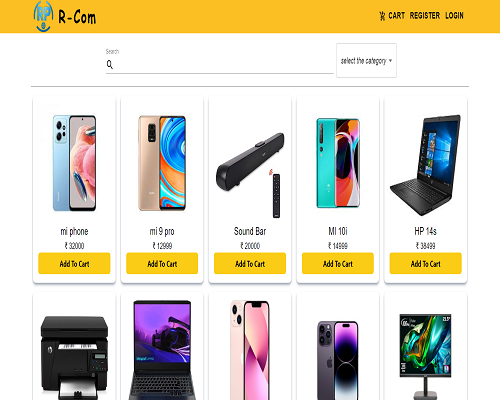 RP
R-Com
CART REGISTER LOGIN
Search
select the category
mi phone
₹ 32000
Add To Cart
mi 9 pro
₹ 12999
Add To Cart
Sound Bar
₹ 20000
Add To Cart
MI 10i
₹ 14999
Add To Cart
HP 14s
₹ 38499
Add To Cart